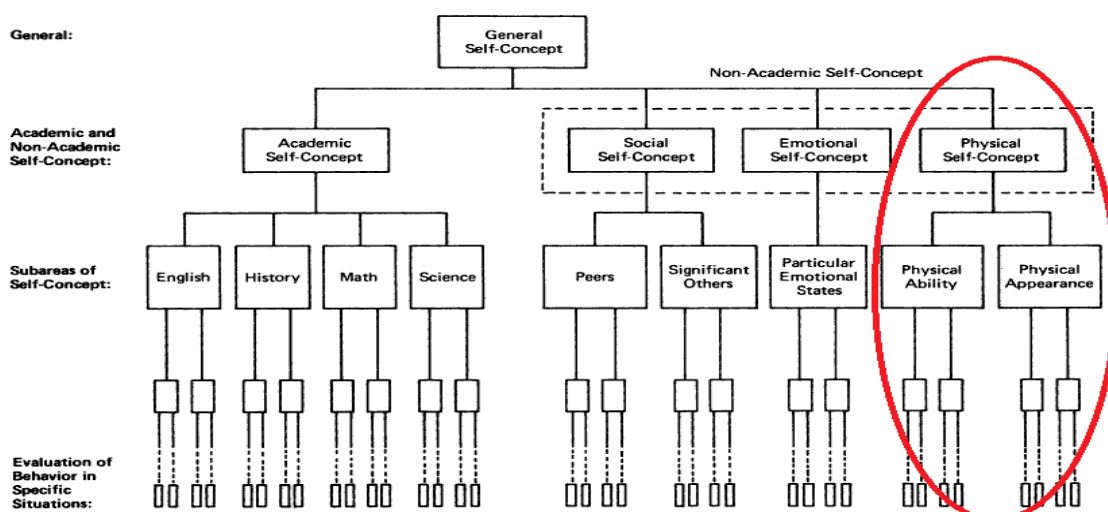 General:
General
Self-Concept
Non-Academic Self-Concept
Academic and
Non-Academic
Self-Concept:
Academic
Self-Concept
Social
Self-Concept
Emotional
Self-Concept
Physical
Self-Concept
Subareas of
Self-Concept:
English
History
Math
Science
Peers
Significant
Others
Particular
Emotional
States
Physical
Ability
Physical
Appearance
Evaluation of
Behavior in
Specific
Situations: